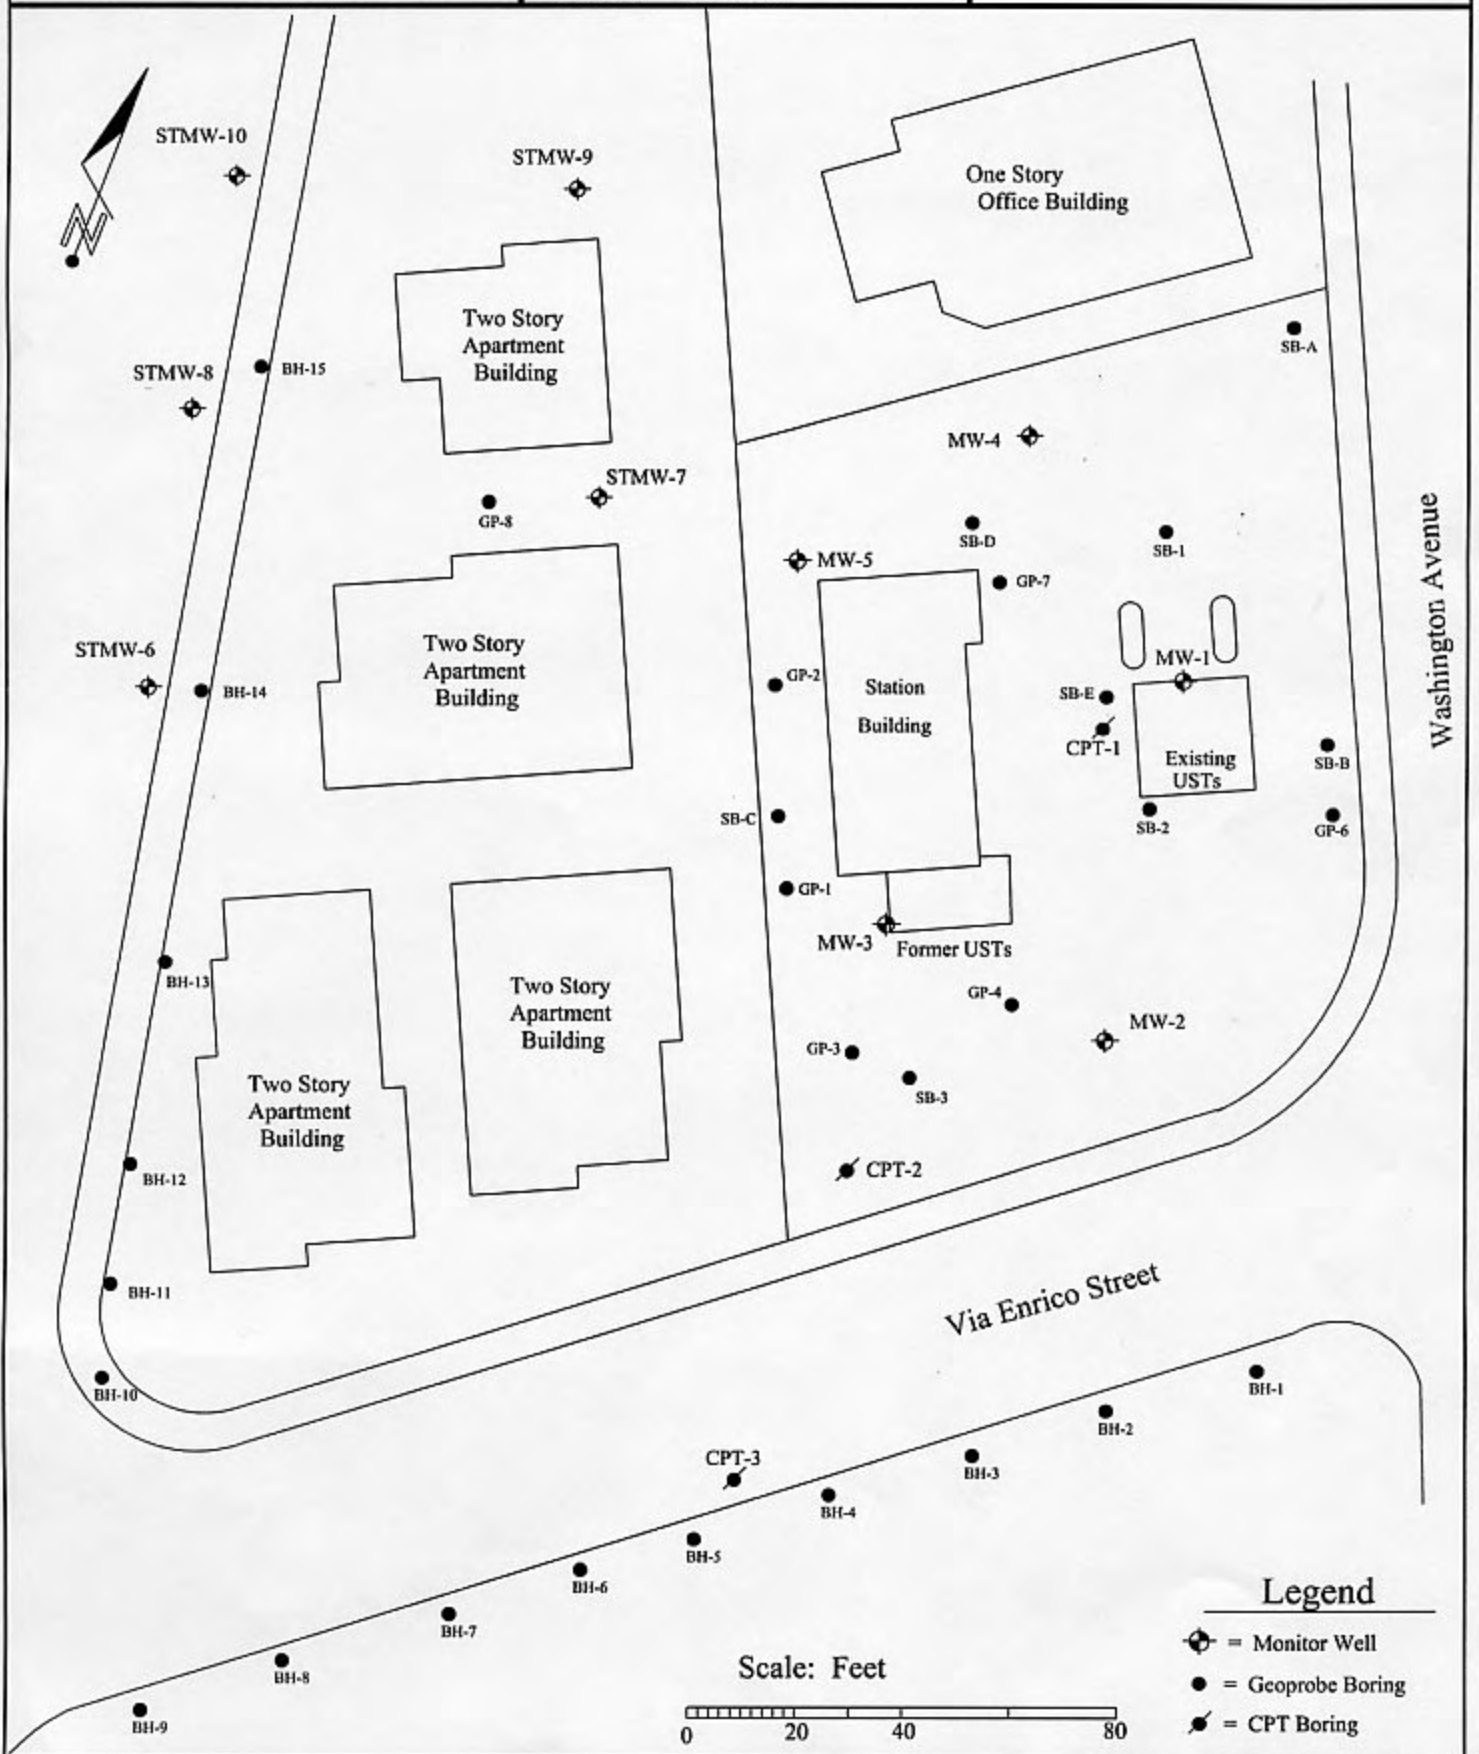 STMW-10
STMW-9
One Story
Office Building
N
Two Story
Apartment
Building
SB-A
STMW-8
BH-15
MW-4
STMW-7
GP-8
SB-D
SB-1
MW-5
GP-7
Washington Avenue
Two Story
Apartment
Building
STMW-6
BH-14
GP-2
Station
Building
MW-1
SB-E
CPT-1
Existing
USTs
SB-B
SB-C
SB-2
GP-6
GP-1
MW-3
Former USTs
BH-13
Two Story
Apartment
Building
GP-4
MW-2
GP-3
SB-3
Two Story
Apartment
Building
BH-12
CPT-2
BH-11
Via Enrico Street
BH-10
BH-1
BH-2
CPT-3
BH-3
BH-4
BH-5
BH-6
BH-7
BH-8
BH-9
Legend
= Monitor Well
= Geoprobe Boring
= CPT Boring
Scale: Feet
0 20 40 80